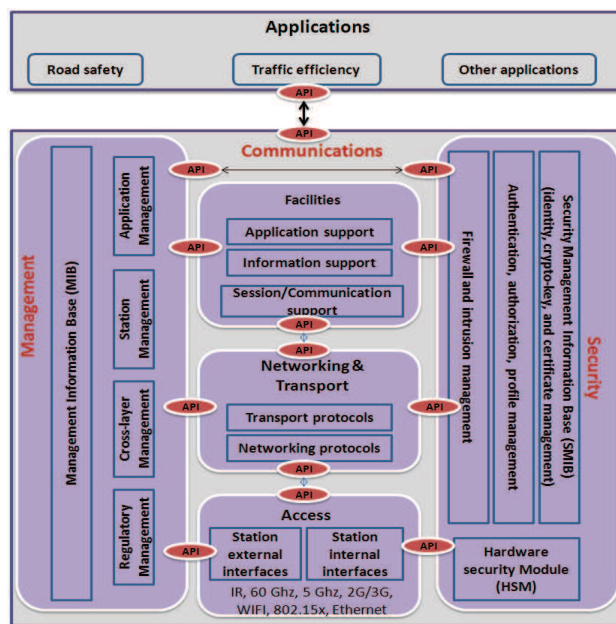 Applications
Road safety
Traffic efficiency
Other applications
API
API
Communications
API
API
Management
Management Information Base (MIB)
Application
Management
Station
Management
Cross-layer
Management
Regulatory
Management
Facilities
Application support
Information support
Session/Communication
support
API
API
API
API
Networking &
Transport
Transport protocols
Networking protocols
API
API
API
API
Access
Station
external
interfaces
Station
internal
interfaces
IR, 60 Ghz, 5 Ghz, 2G/3G,
WIFI, 802.15x, Ethernet
API
API
Firewall and intrusion management
Authentication, authorization, profile management
Security Management Information Base (SMIB)
(identity, crypto-key, and certificate management)
Security
Hardware
security Module
(HSM)